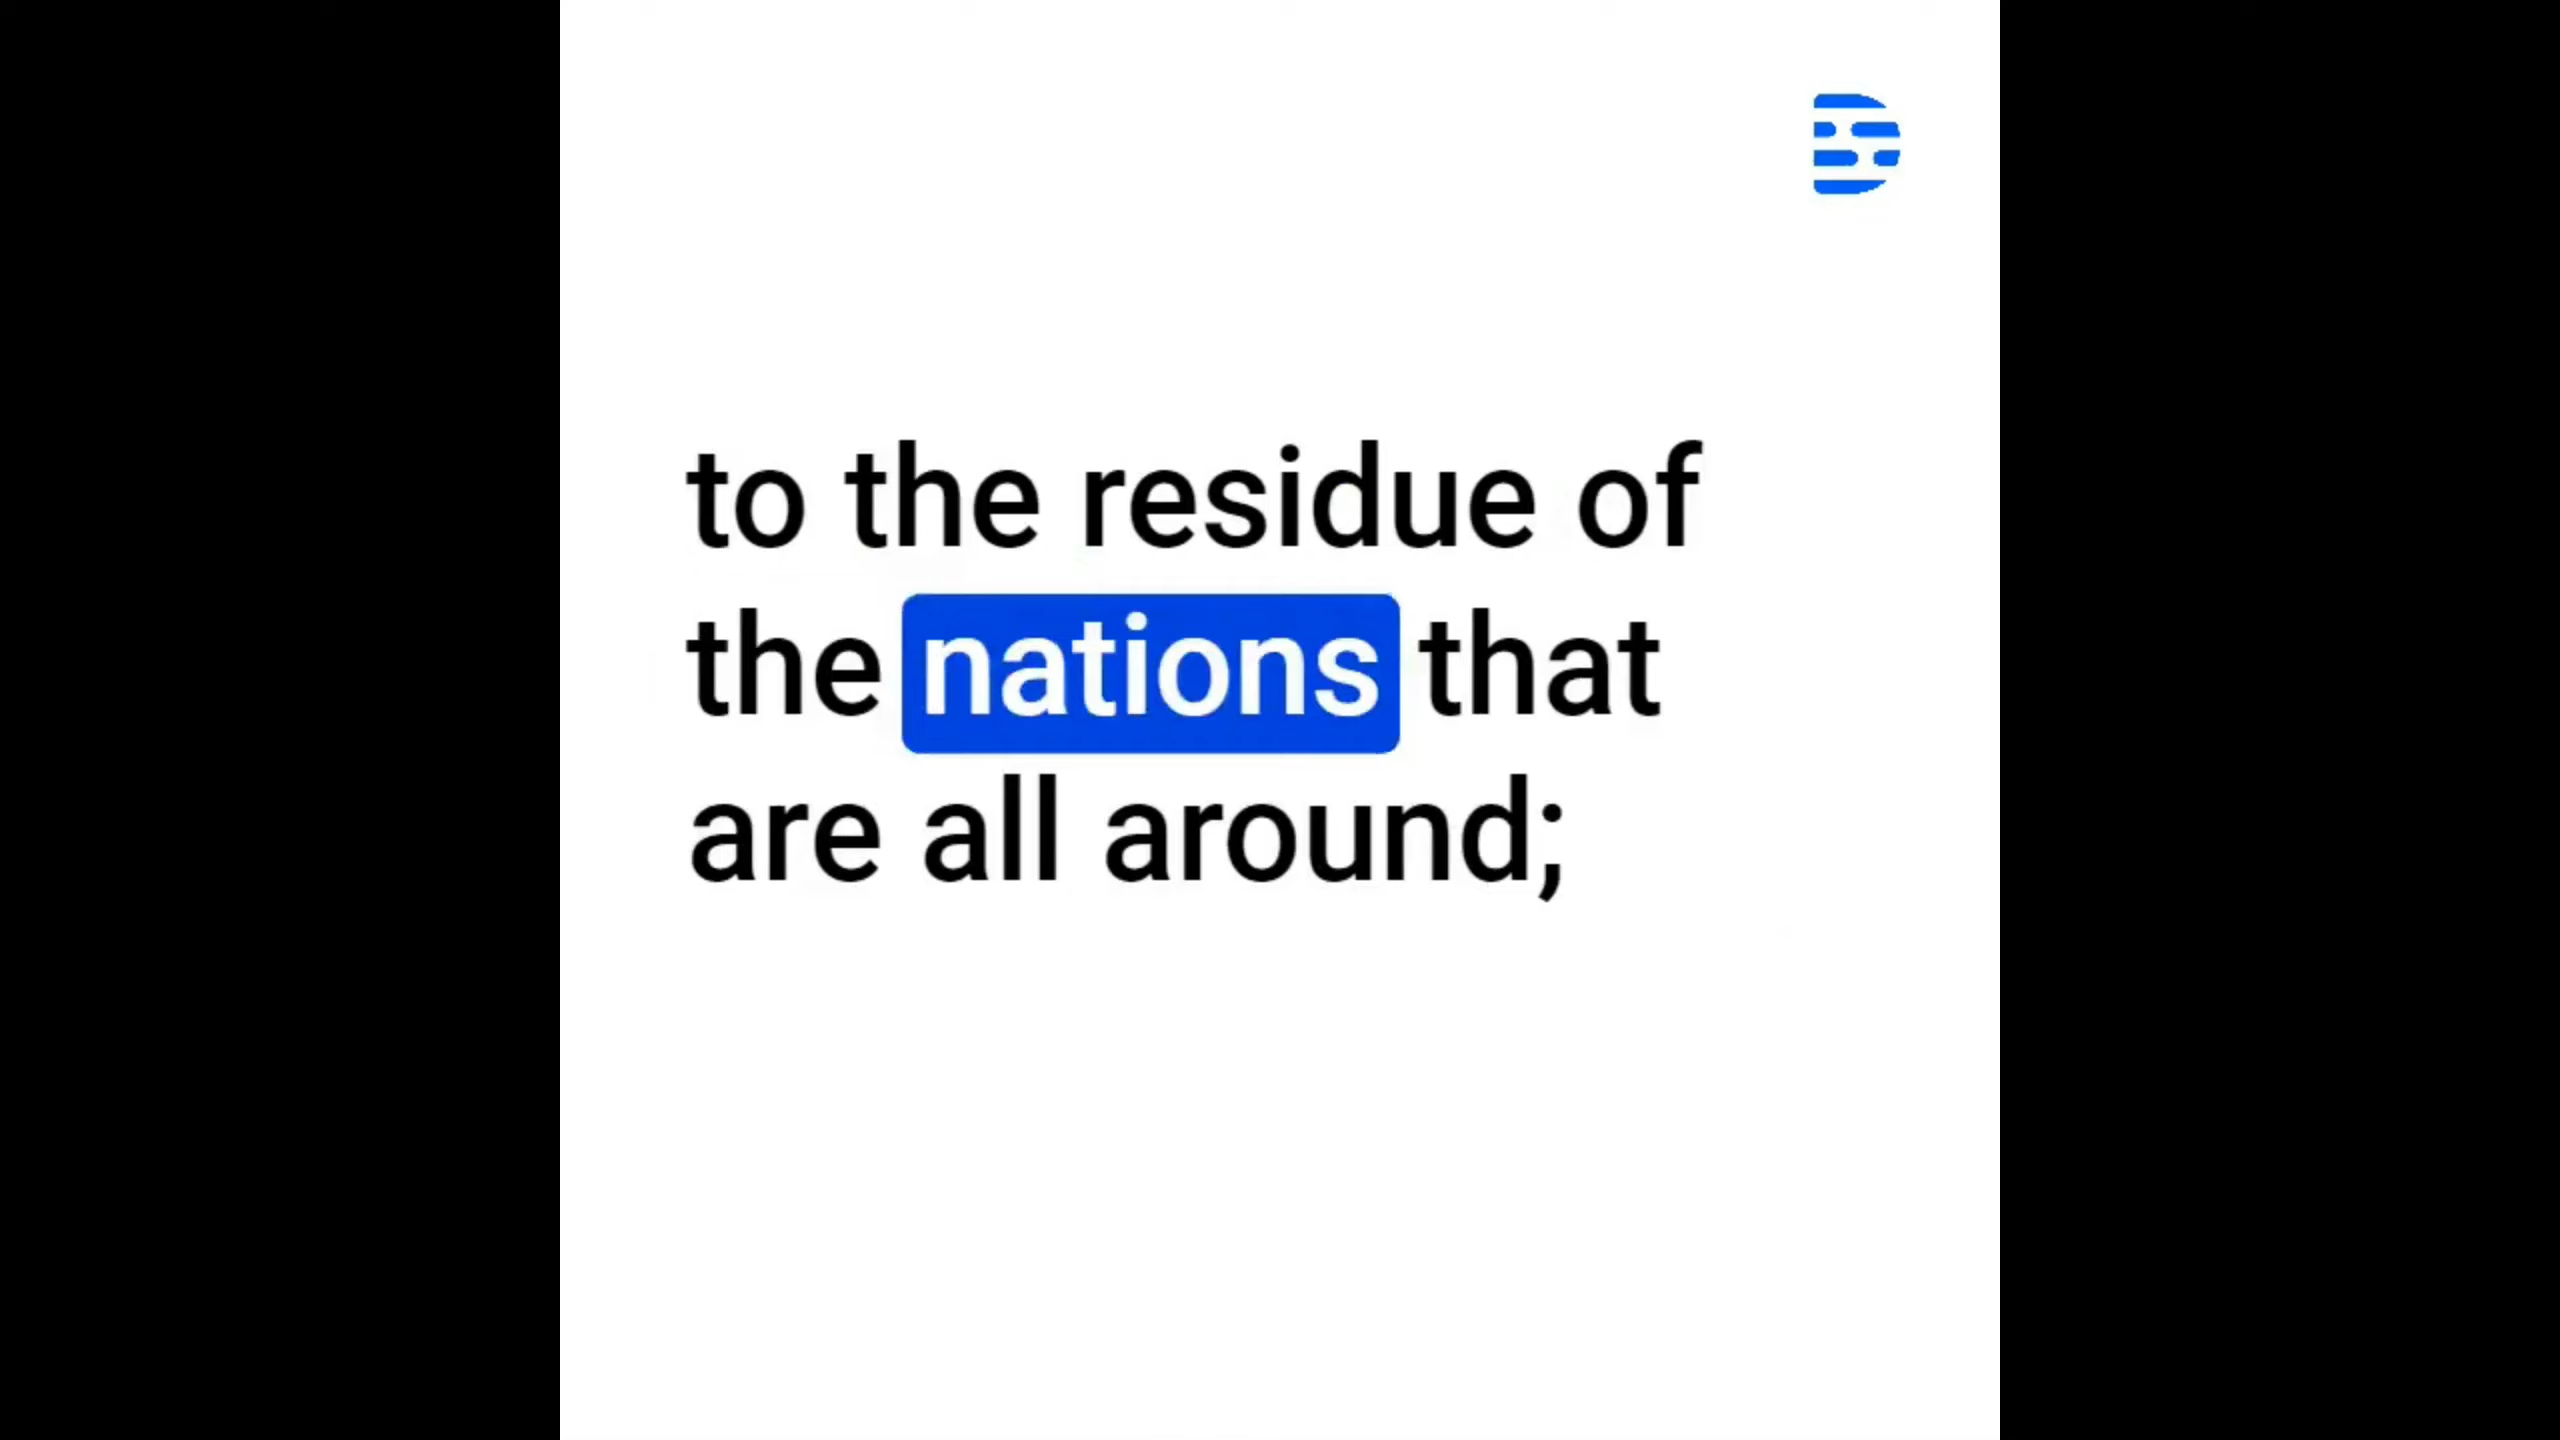 to the residue of
the nations that
are all around;